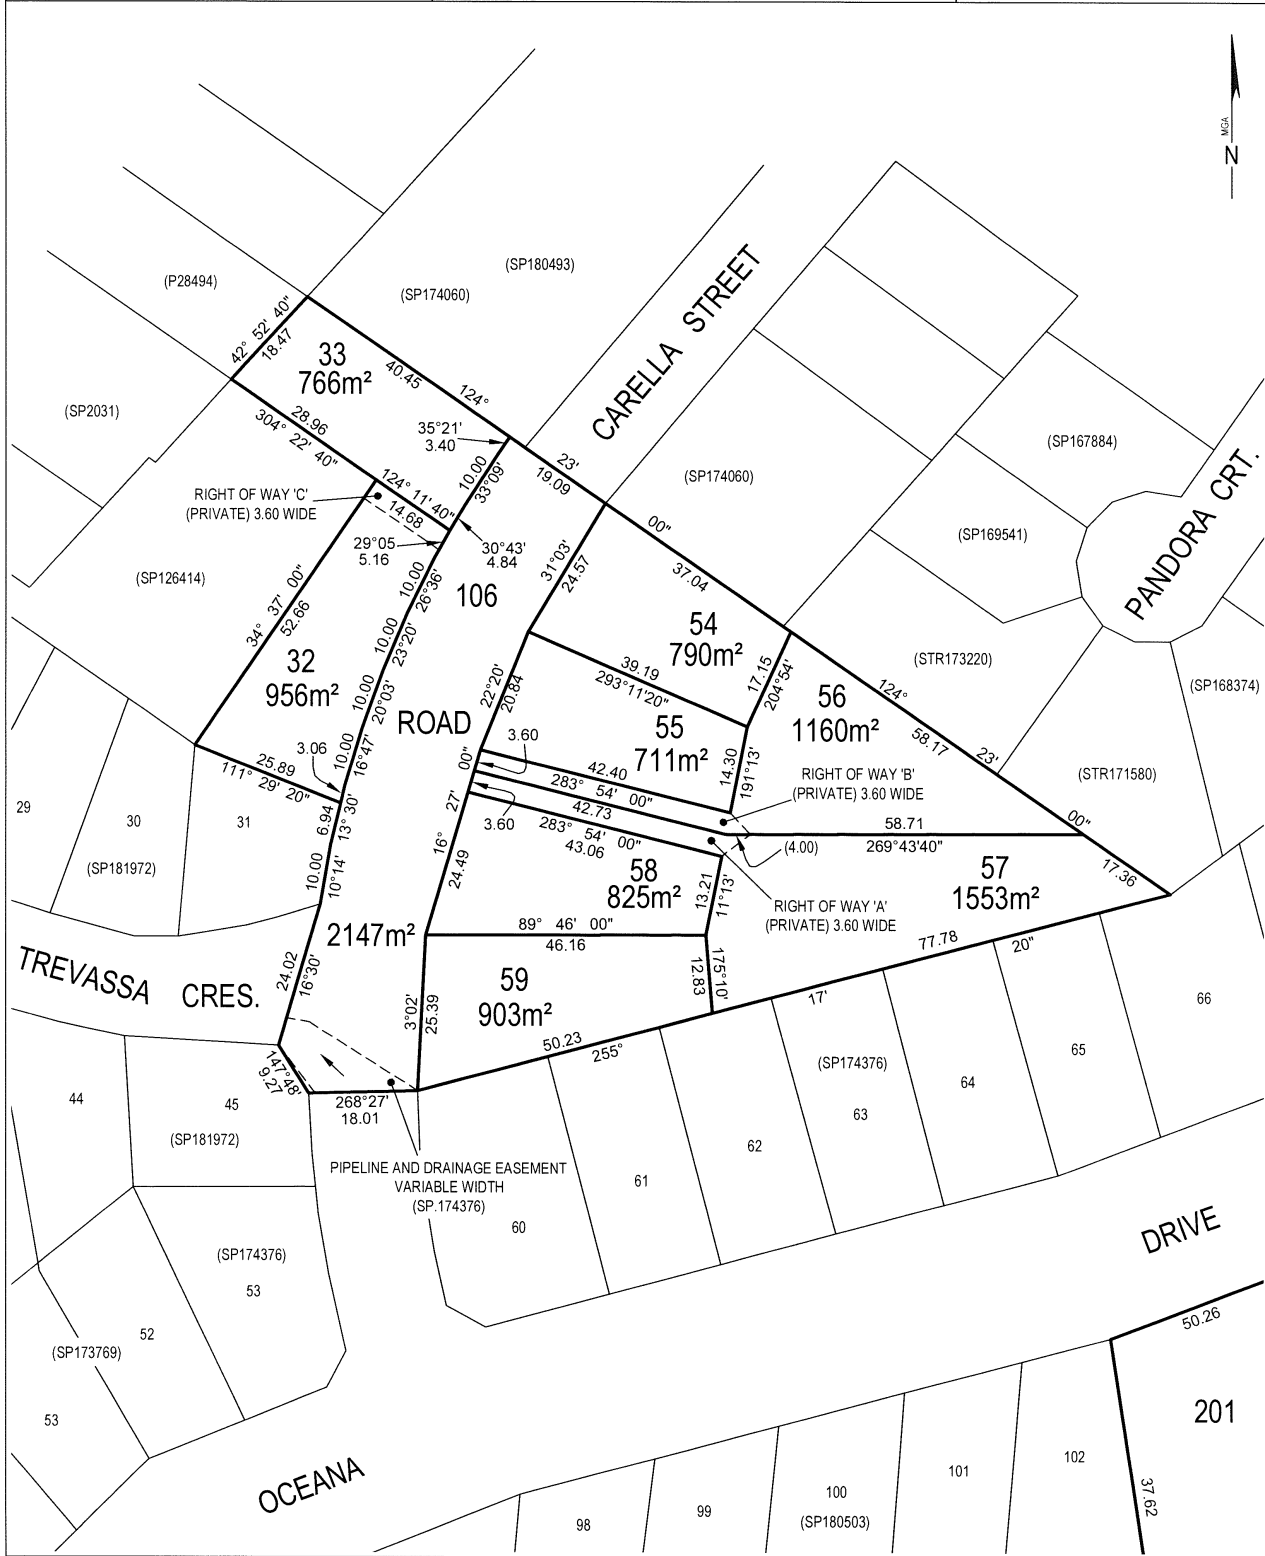 MGA
N
(P28494)
(SP180493)
(SP174060)
CARELLA STREET
42° 52' 40"
18.47
33
766m²
40.45
124°
(SP2031)
28.96
304° 22' 40"
35°21'
3.40
10.00
33°09'
23'
19.09
(SP174060)
(SP167884)
PANDORA CRT.
RIGHT OF WAY 'C'
(PRIVATE) 3.60 WIDE
124° 11'40"
14.68
29°05
5.16
30°43'
4.84
00"
37.04
(SP169541)
(SP126414)
34° 37' 00"
52.66
10.00
26°36'
106
31°03'
24.57
54
790m²
10.00
23°20'
32
956m²
39.19
293°11'20"
17.15
204°54'
(STR173220)
(SP168374)
10.00
20°03'
22°20'
20.84
56
1160m²
124°
58.17
23'
ROAD
55
711m²
3.06
3.60
10.00
16°47'
25.89
111° 29' 20"
00"
42.40
283° 54' 00"
42.73
14.30
191°13'
RIGHT OF WAY 'B'
(PRIVATE) 3.60 WIDE
(STR171580)
29
30
31
6.94
13° 30'
27'
3.60
283° 54' 00"
43.06
58.71
269°43'40"
00"
(4.00)
16°
24.49
(SP181972)
10.00
10°14'
58
825m²
13.21
11°13'
57
1553m²
17.36
RIGHT OF WAY 'A'
(PRIVATE) 3.60 WIDE
2147m²
89° 46' 00"
46.16
77.78
20"
TREVASSA CRES.
24.02
16°30'
59
903m²
12.83
175°10'
17'
66
3°02'
25.39
50.23
255°
147°48'
9.27
(SP174376)
65
44
45
268°27'
18.01
64
63
(SP181972)
62
PIPELINE AND DRAINAGE EASEMENT
VARIABLE WIDTH
(SP.174376)
61
60
DRIVE
(SP174376)
53
52
(SP173769)
50.26
53
201
OCEANA
102
101
100
(SP180503)
99
98
37.62